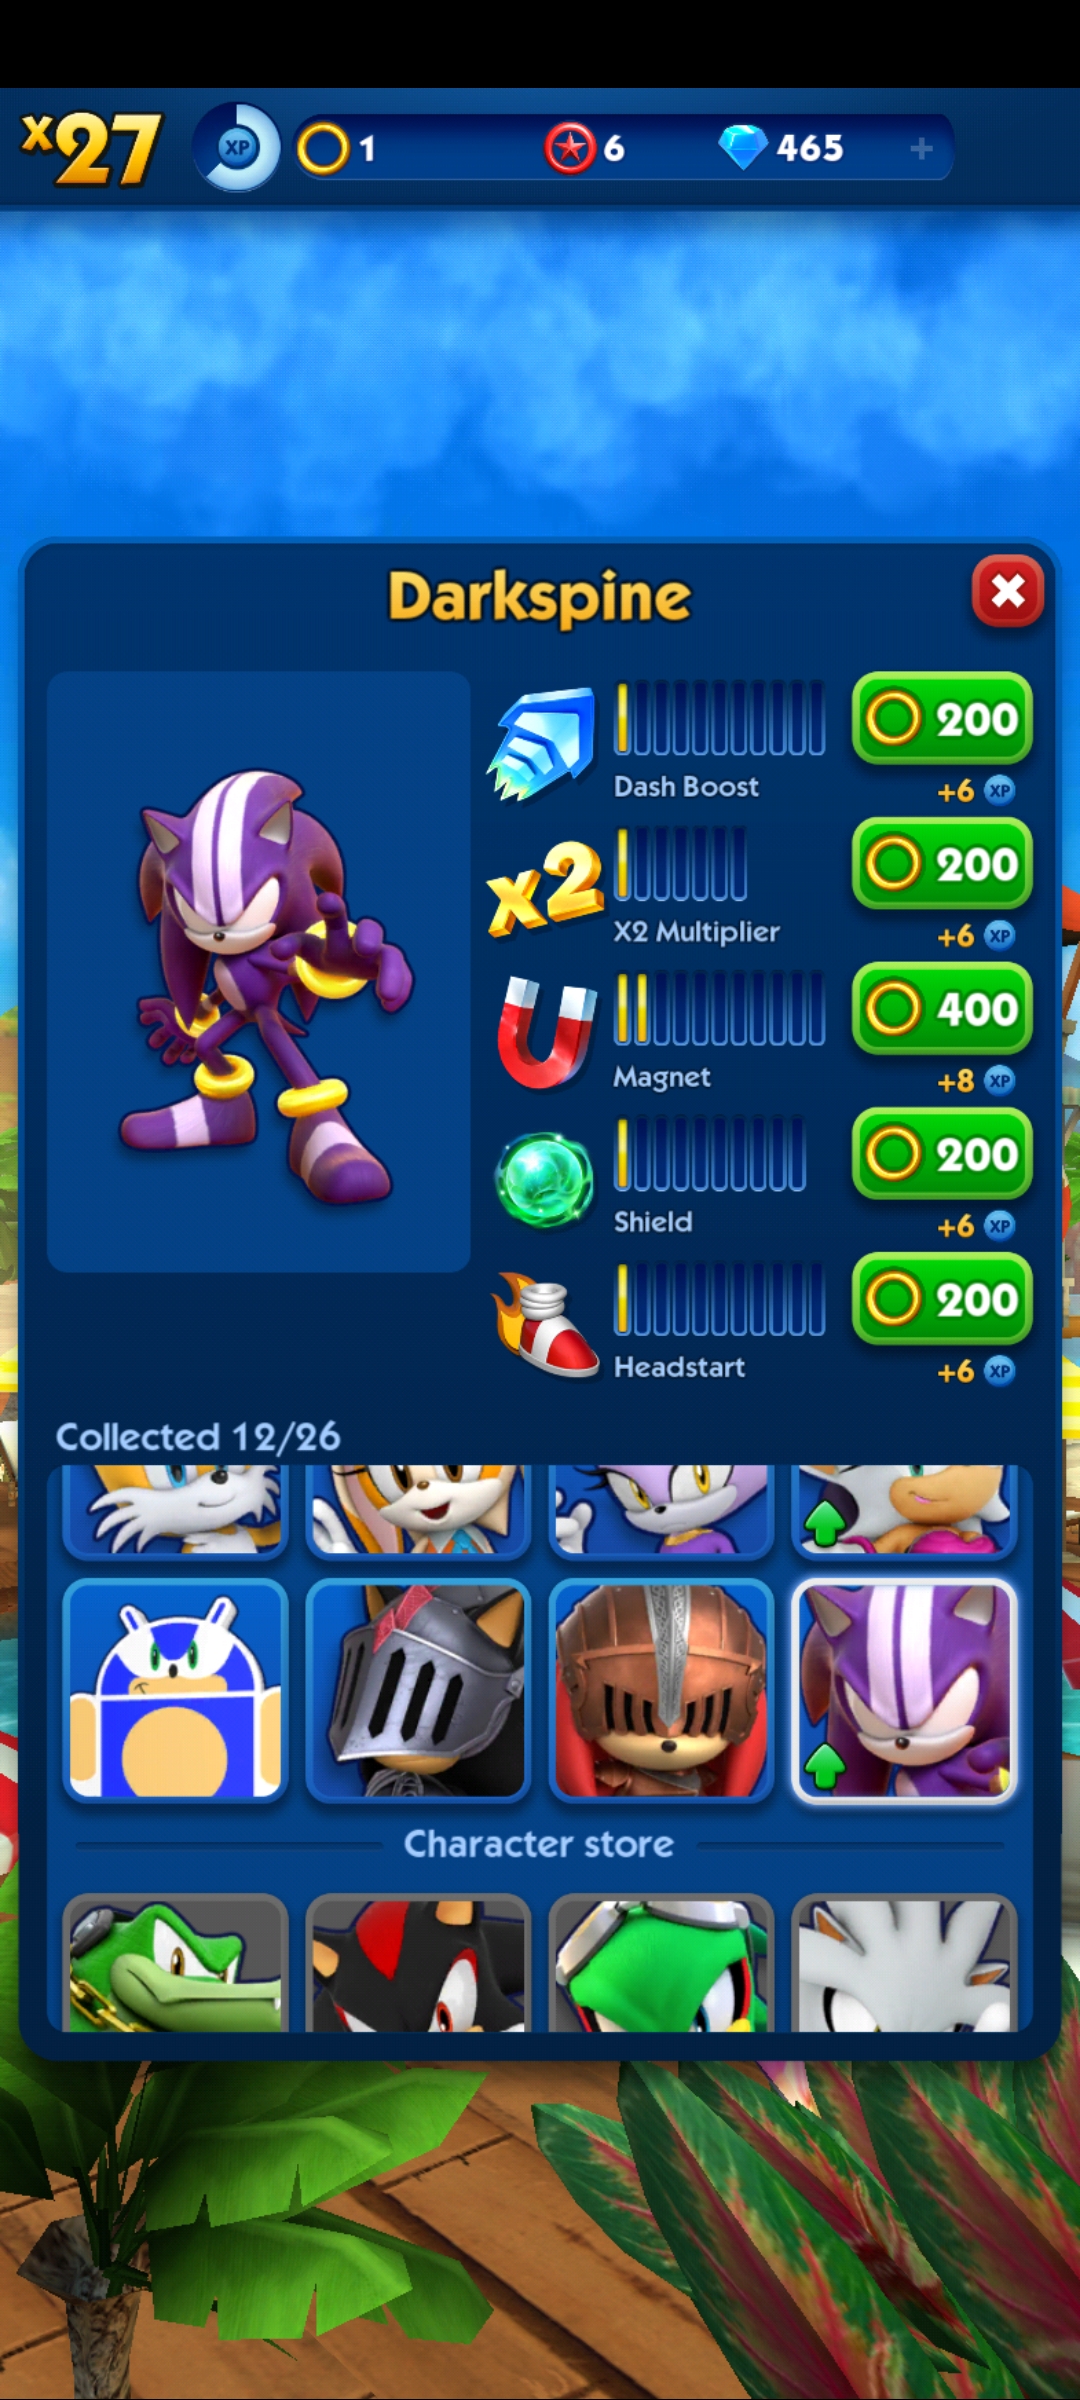 x27 XP 1 6 465 +
Darkspine
200
Dash Boost
+6 XP
x2
200
X2 Multiplier
+6 XP
400
Magnet
+8 XP
200
Shield
+6 XP
200
Headstart
+6 XP
Collected 12/26
Character store